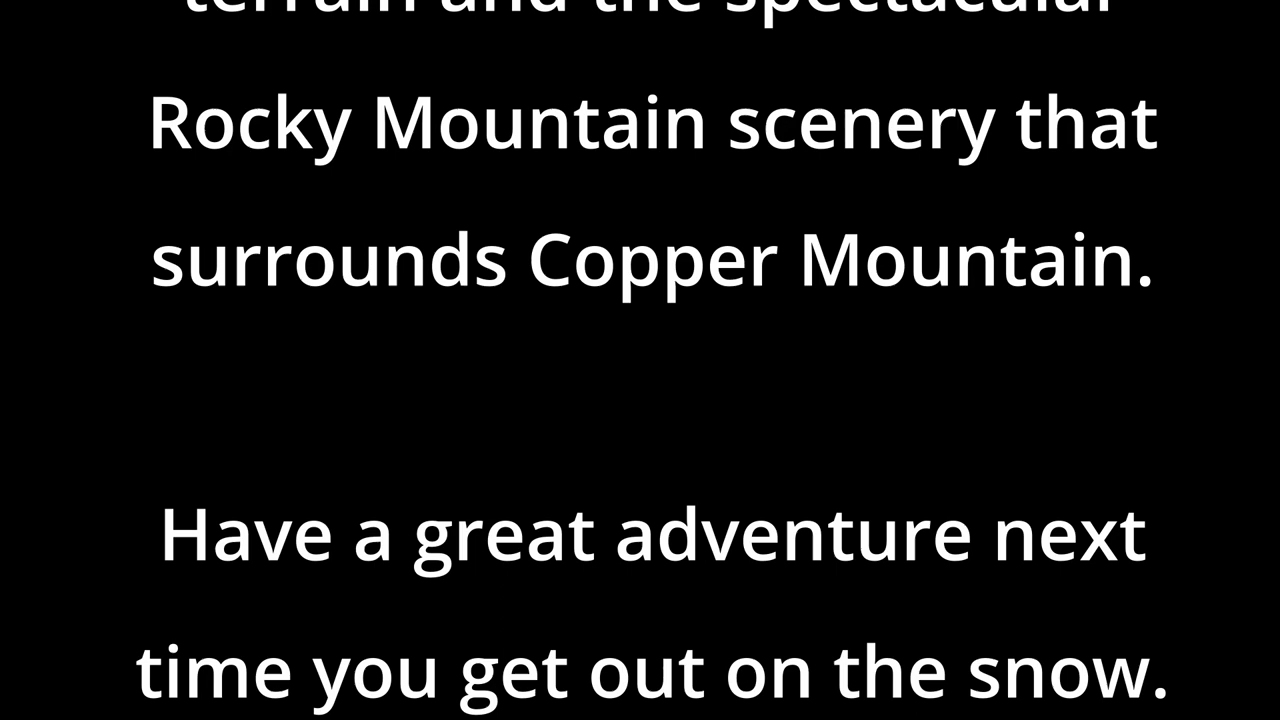 terrain and the spectacular
Rocky Mountain scenery that
surrounds Copper Mountain.
Have a great adventure next
time you get out on the snow.